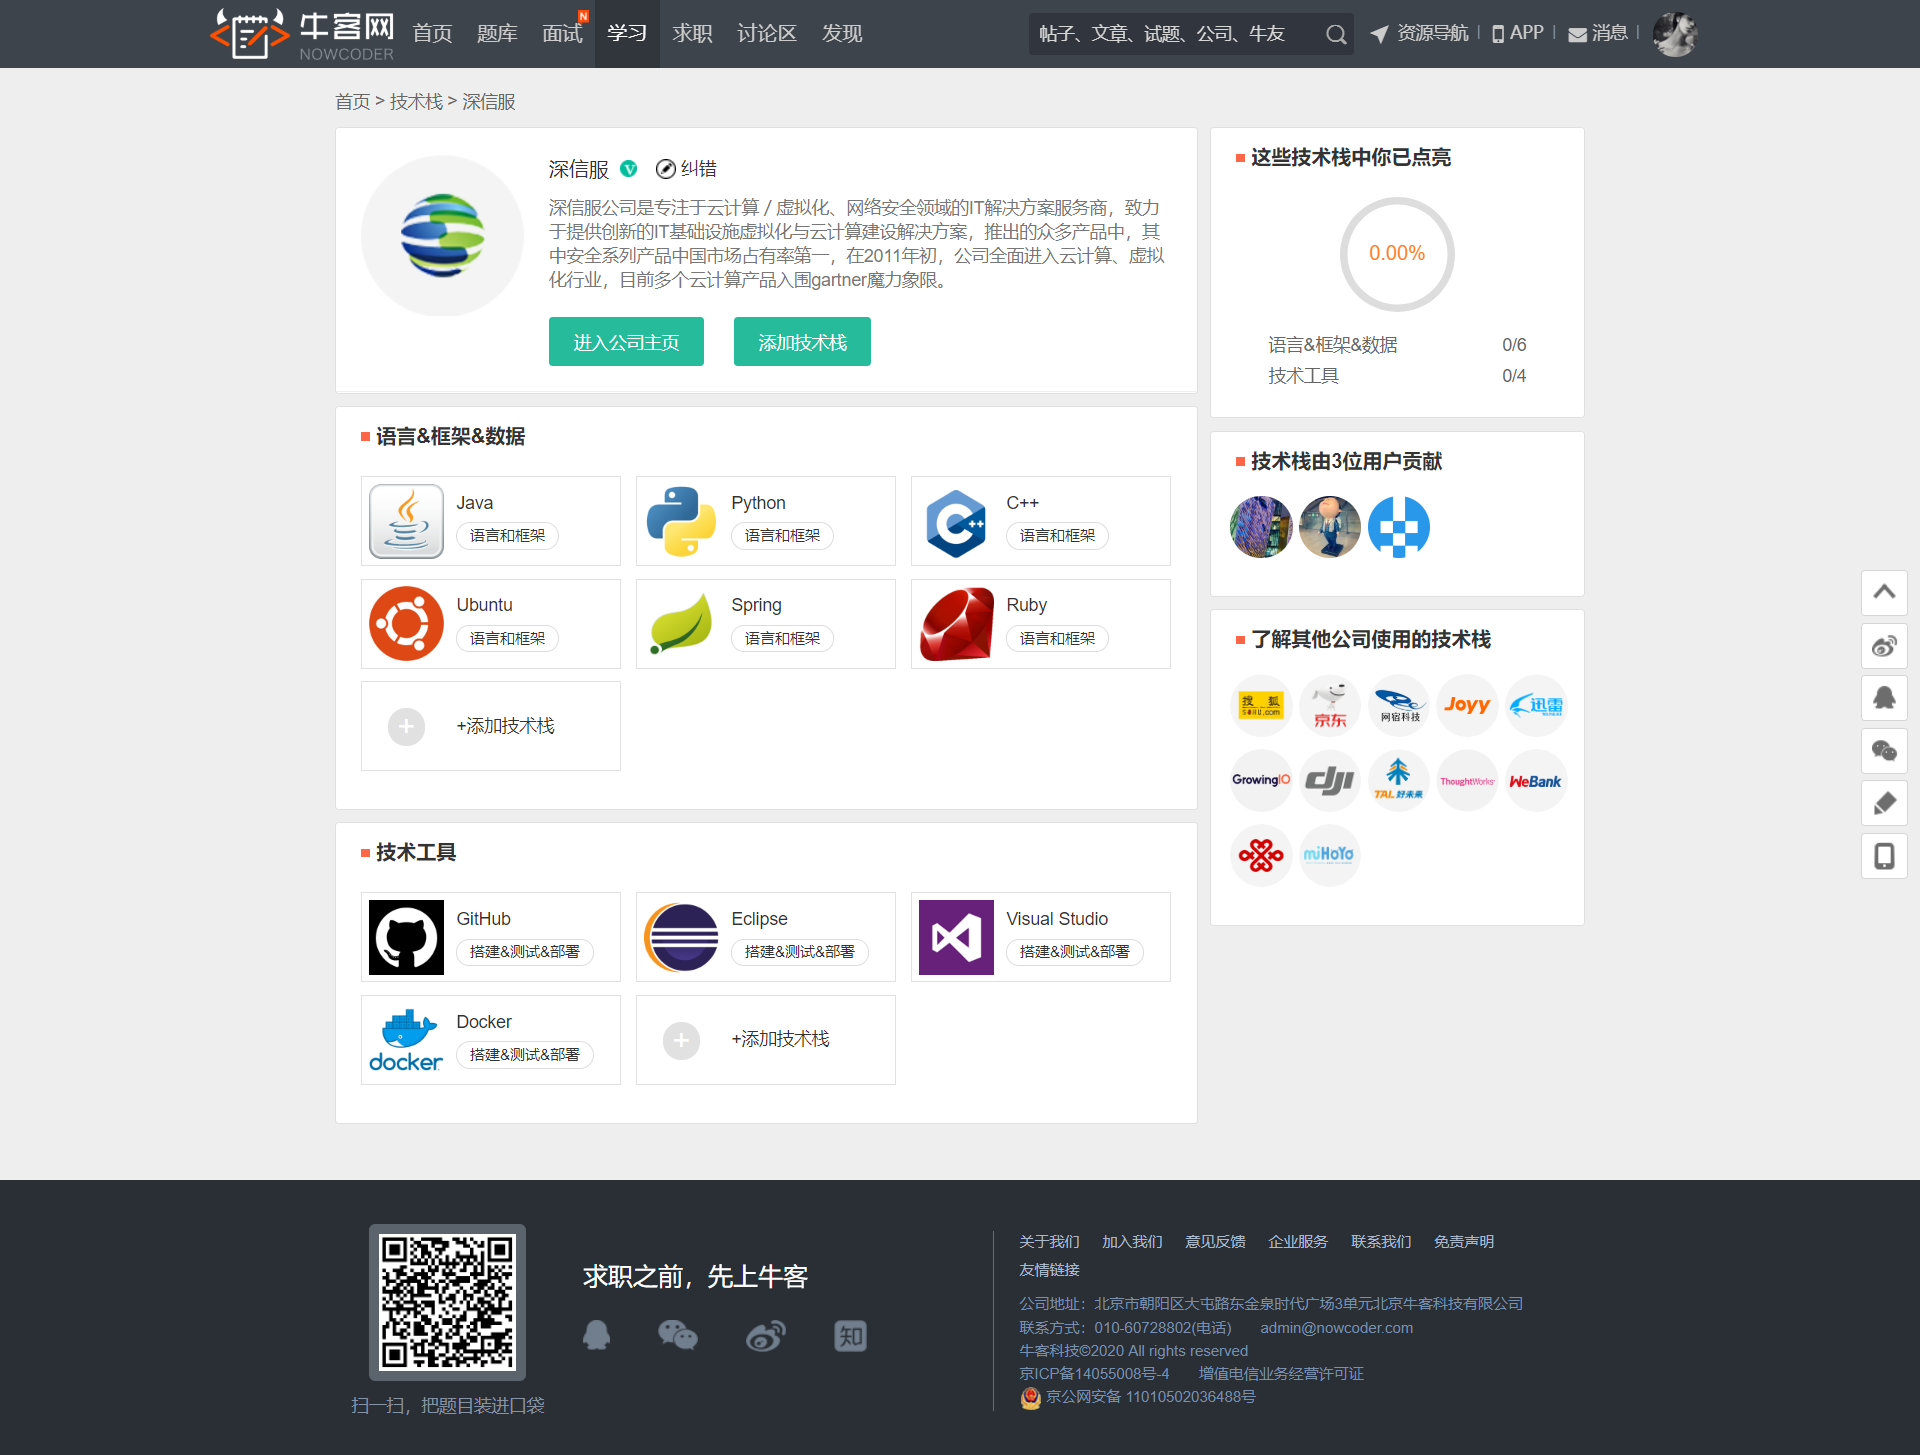 牛客网
NOWCODER
首页 题库 面试 N 学习 求职 讨论区 发现
帖子、文章、试题、公司、牛友
资源导航 APP 消息
首页 > 技术栈 > 深信服
深信服 V 纠错
深信服公司是专注于云计算 / 虚拟化、网络安全领域的IT解决方案服务商，致力
于提供创新的IT基础设施虚拟化与云计算建设解决方案，推出的众多产品中，其
中安全系列产品中国市场占有率第一，在2011年初，公司全面进入云计算、虚拟
化行业，目前多个云计算产品入围gartner魔力象限。
进入公司主页 添加技术栈
语言&框架&数据
Java
语言和框架
Python
语言和框架
C++
语言和框架
Ubuntu
语言和框架
Spring
语言和框架
Ruby
语言和框架
+添加技术栈
技术工具
GitHub
搭建&测试&部署
Eclipse
搭建&测试&部署
Visual Studio
搭建&测试&部署
docker
Docker
搭建&测试&部署
+添加技术栈
这些技术栈中你已点亮
0.00%
语言&框架&数据 0/6
技术工具 0/4
技术栈由3位用户贡献
了解其他公司使用的技术栈
搜狐
京东
网宿科技
Joyy
迅雷
GrowingIO
dji
TAL 好未来
ThoughtWorks
WeBank
miHoYo
扫一扫，把题目装进口袋
求职之前，先上牛客
知
关于我们 加入我们 意见反馈 企业服务 联系我们 免责声明
友情链接
公司地址：北京市朝阳区大屯路东金泉时代广场3单元北京牛客科技有限公司
联系方式：010-60728802(电话) admin@nowcoder.com
牛客科技©2020 All rights reserved
京ICP备14055008号-4 增值电信业务经营许可证
京公网安备 11010502036488号